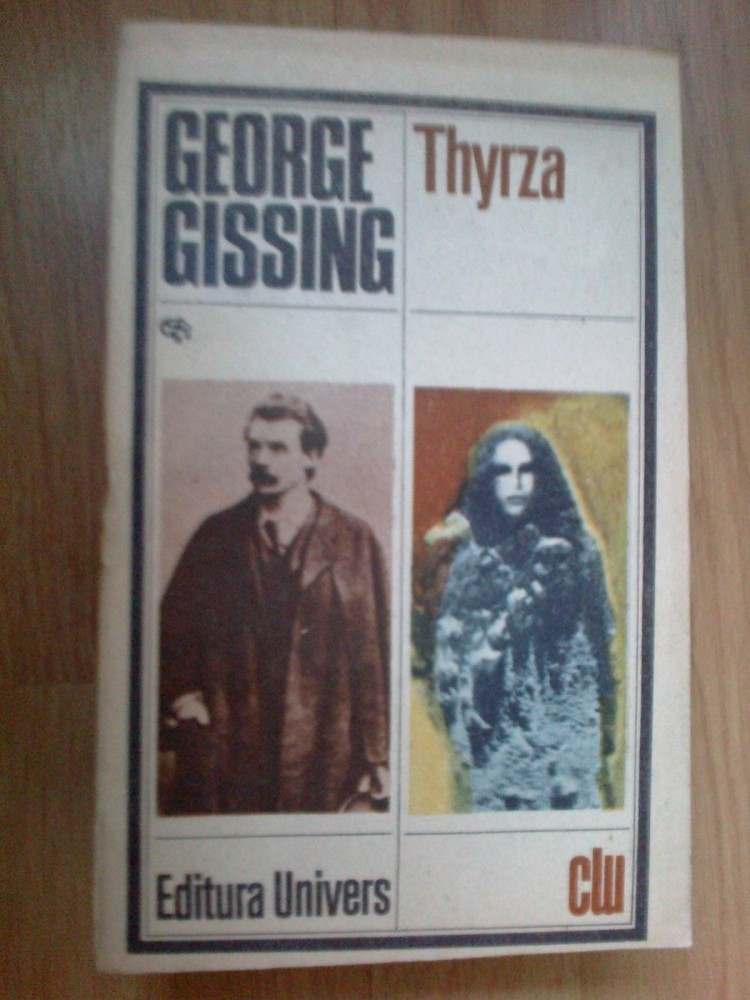 GEORGE
GISSING
Thyrza
Editura Univers
clu